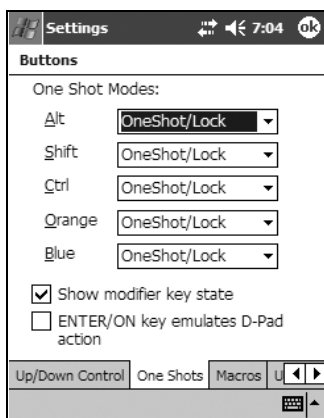 Settings 7:04 ok
Buttons
One Shot Modes:
Alt OneShot/Lock
Shift OneShot/Lock
Ctrl OneShot/Lock
Orange OneShot/Lock
Blue OneShot/Lock
Show modifier key state
ENTER/ON key emulates D-Pad
action
Up/Down Control One Shots Macros U